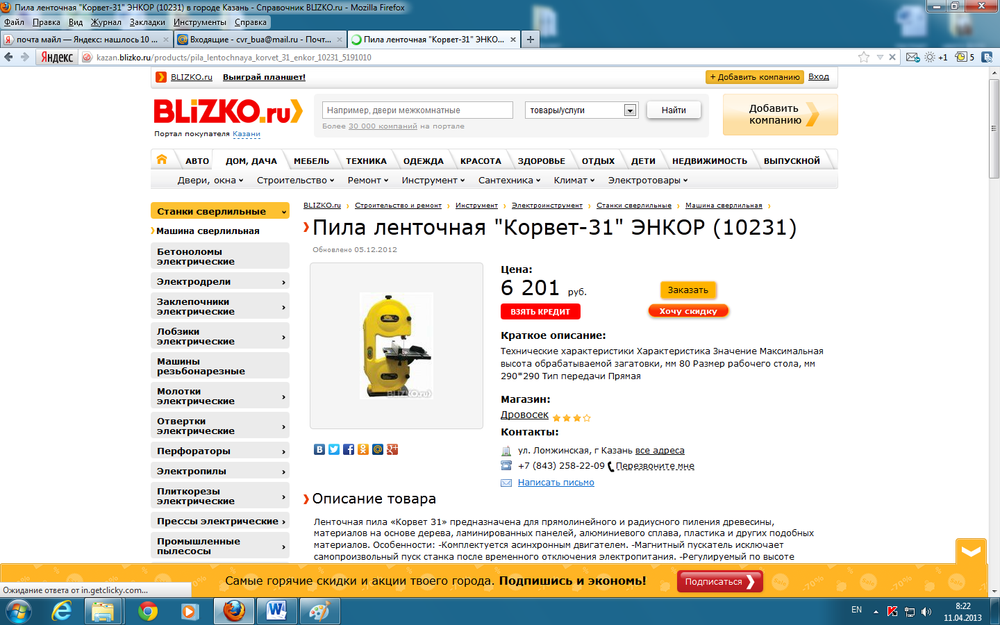 Пила ленточная "Корвет-31" ЭНКОР (10231) в городе Казань - Справочник BLIZKO.ru - Mozilla Firefox
Файл Правка Вид Журнал Закладки Инструменты Справка
почта майл — Яндекс: нашлось 10 ...
Входящие - cvr_bua@mail.ru - Почт...
Пила ленточная "Корвет-31" ЭНКО...
Яндекс
kazan.blizko.ru/products/pila_lentochnaya_korvet_31_enkor_10231_5191010
+1
5
BLIZKO.ru Выиграй планшет!
+ Добавить компанию Вход
BLiZKO.ru
Портал покупателя Казани
Например, двери межкомнатные
товары/услуги
Найти
Более 30 000 компаний на портале
Добавить
компанию
АВТО ДОМ, ДАЧА МЕБЕЛЬ ТЕХНИКА ОДЕЖДА КРАСОТА ЗДОРОВЬЕ ОТДЫХ ДЕТИ НЕДВИЖИМОСТЬ ВЫПУСКНОЙ
Двери, окна Строительство Ремонт Инструмент Сантехника Климат Электротовары
Станки сверлильные
Машина сверлильная
Бетоноломы
электрические
Электродрели
Заклепочники
электрические
Лобзики
электрические
Машины
резьбонарезные
Молотки
электрические
Отвертки
электрические
Перфораторы
Электропилы
Плиткорезы
электрические
Прессы электрические
Промышленные
пылесосы
BLIZKO.ru Строительство и ремонт Инструмент Электроинструмент Станки сверлильные Машина сверлильная
Пила ленточная "Корвет-31" ЭНКОР (10231)
Обновлено 05.12.2012
BLIZKO.ru
Цена:
6 201 руб.
Заказать
ВЗЯТЬ КРЕДИТ
Хочу скидку
Краткое описание:
Технические характеристики Характеристика Значение Максимальная
высота обрабатываемой загатовки, мм 80 Размер рабочего стола, мм
290*290 Тип передачи Прямая
Магазин:
Дровосек
Контакты:
ул. Ломжинская, г Казань все адреса
+7 (843) 258-22-09 Перезвоните мне
Написать письмо
Описание товара
Ленточная пила «Корвет 31» предназначена для прямолинейного и радиусного пиления древесины,
материалов на основе дерева, ламинированных панелей, алюминиевого сплава, пластика и других подобных
материалов. Особенности: -Комплектуется асинхронным двигателем. -Магнитный пускатель исключает
самопроизвольный пуск станка после временного отключения электропитания. -Регулируемый по высоте
Самые горячие скидки и акции твоего города. Подпишись и экономь!
Подписаться
Ожидание ответа от in.getclicky.com...
EN
8:22
11.04.2013